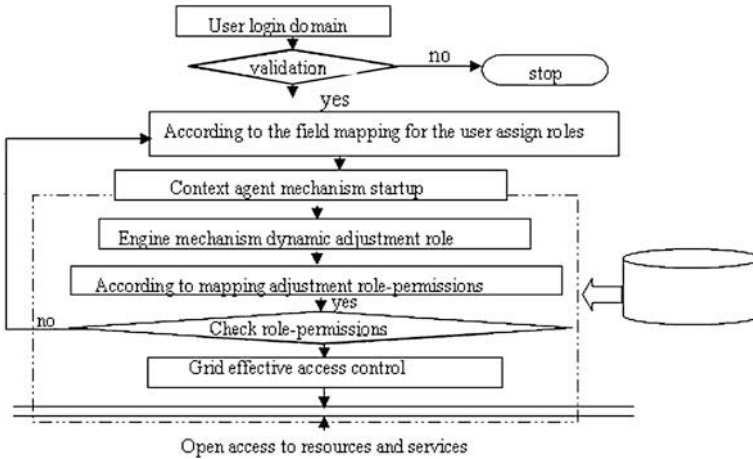 User login domain
validation
no
stop
yes
According to the field mapping for the user assign roles
Context agent mechanism startup
Engine mechanism dynamic adjustment role
According to mapping adjustment role-permissions
yes
no
Check role-permissions
Grid effective access control
Open access to resources and services